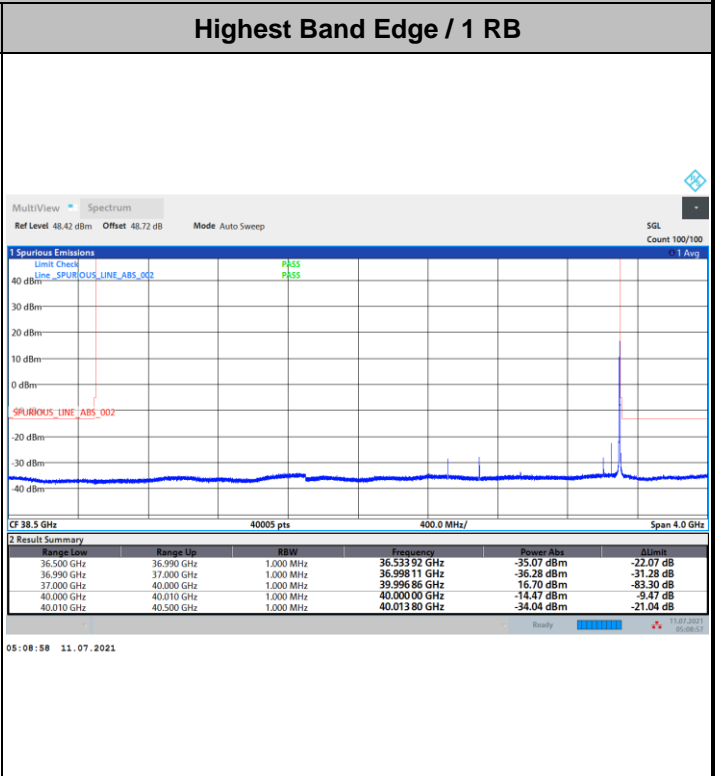 Highest Band Edge / 1 RB
MultiView Spectrum
Ref Level 48.42 dBm Offset 48.72 dB Mode Auto Sweep SGL
Count 100/100
1 Spurious Emissions 1 Avg
Limit Check PASS
Line _SPURIOUS_LINE_ABS_002 PASS
40 dBm
30 dBm
20 dBm
10 dBm
0 dBm
_SPURIOUS_LINE_ABS_002
-20 dBm
-30 dBm
-40 dBm
CF 38.5 GHz 40005 pts 400.0 MHz/ Span 4.0 GHz
2 Result Summary
Range Low Range Up RBW Frequency Power Abs ΔLimit
36.500 GHz 36.990 GHz 1.000 MHz 36.533 92 GHz -35.07 dBm -22.07 dB
36.990 GHz 37.000 GHz 1.000 MHz 36.998 11 GHz -36.28 dBm -31.28 dB
37.000 GHz 40.000 GHz 1.000 MHz 39.996 86 GHz 16.70 dBm -83.30 dB
40.000 GHz 40.010 GHz 1.000 MHz 40.000 00 GHz -14.47 dBm -9.47 dB
40.010 GHz 40.500 GHz 1.000 MHz 40.013 80 GHz -34.04 dBm -21.04 dB
Ready 11.07.2021
05:08:57
05:08:58 11.07.2021